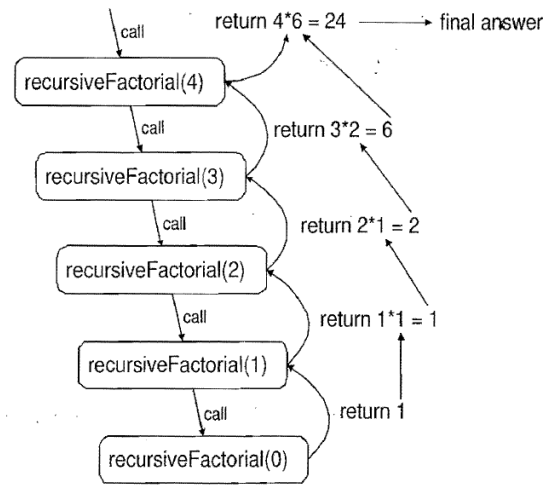 call
return 4*6 = 24
final answer
recursiveFactorial(4)
call
return 3*2 = 6
recursiveFactorial(3)
call
return 2*1 = 2
recursiveFactorial(2)
call
return 1*1 = 1
recursiveFactorial(1)
call
return 1
recursiveFactorial(0)